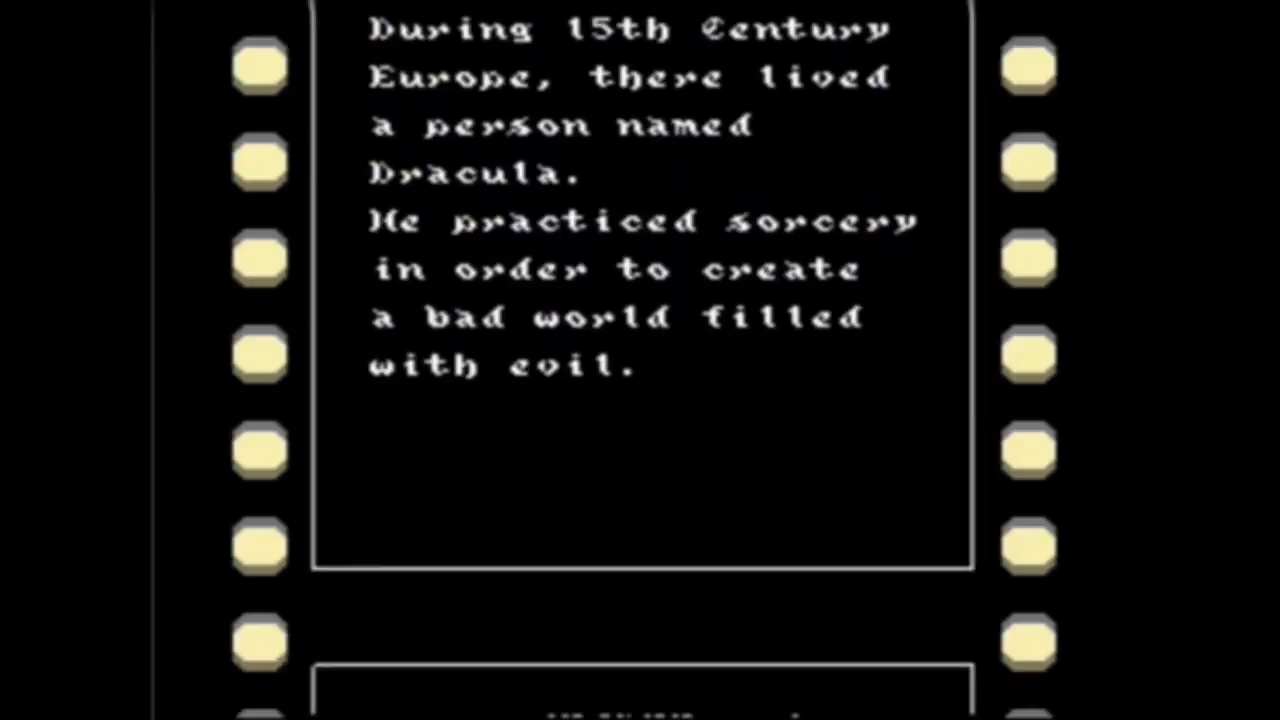 During 15th Century
Europe, there lived
a person named
Dracula.
He practiced sorcery
in order to create
a bad world filled
with evil.